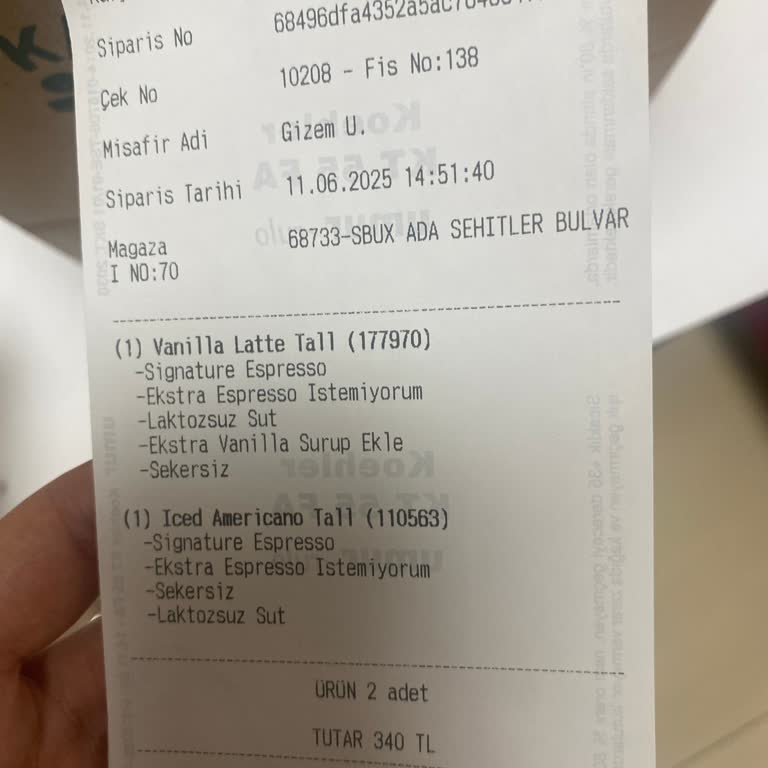 Siparis No
Çek No 10208 - Fis No:138
Misafir Adi Gizem U.
Siparis Tarihi 11.06.2025 14:51:40
Magaza 68733-SBUX ADA SEHITLER BULVAR
I NO:70
(1) Vanilla Latte Tall (177970)
-Signature Espresso
-Ekstra Espresso Istemiyorum
-Laktozsuz Sut
-Ekstra Vanilla Surup Ekle
-Sekersiz
(1) Iced Americano Tall (110563)
-Signature Espresso
-Ekstra Espresso Istemiyorum
-Sekersiz
-Laktozsuz Sut
ÜRÜN 2 adet
TUTAR 340 TL